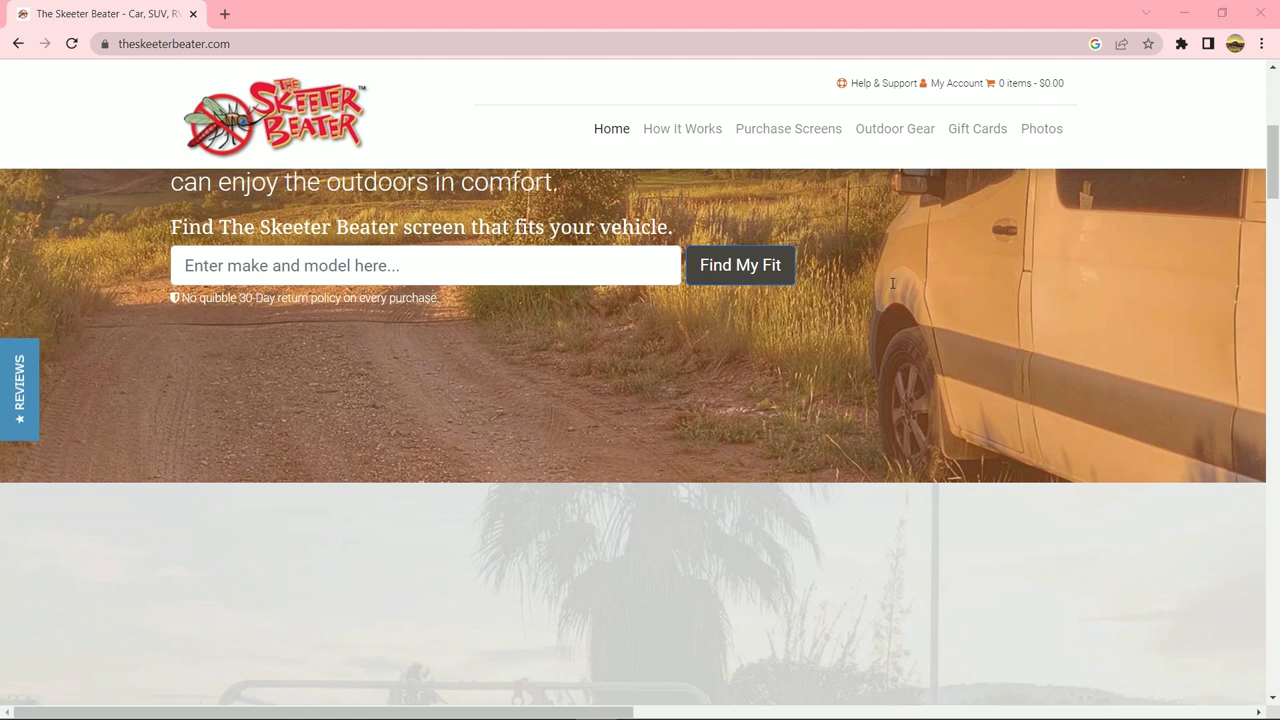 The Skeeter Beater - Car, SUV, RV
theskeeterbeater.com
THE SKEETER BEATER™
Help & Support My Account 0 items - $0.00
Home How It Works Purchase Screens Outdoor Gear Gift Cards Photos
can enjoy the outdoors in comfort.
Find The Skeeter Beater screen that fits your vehicle.
Enter make and model here... Find My Fit
No quibble 30-Day return policy on every purchase.
★ REVIEWS